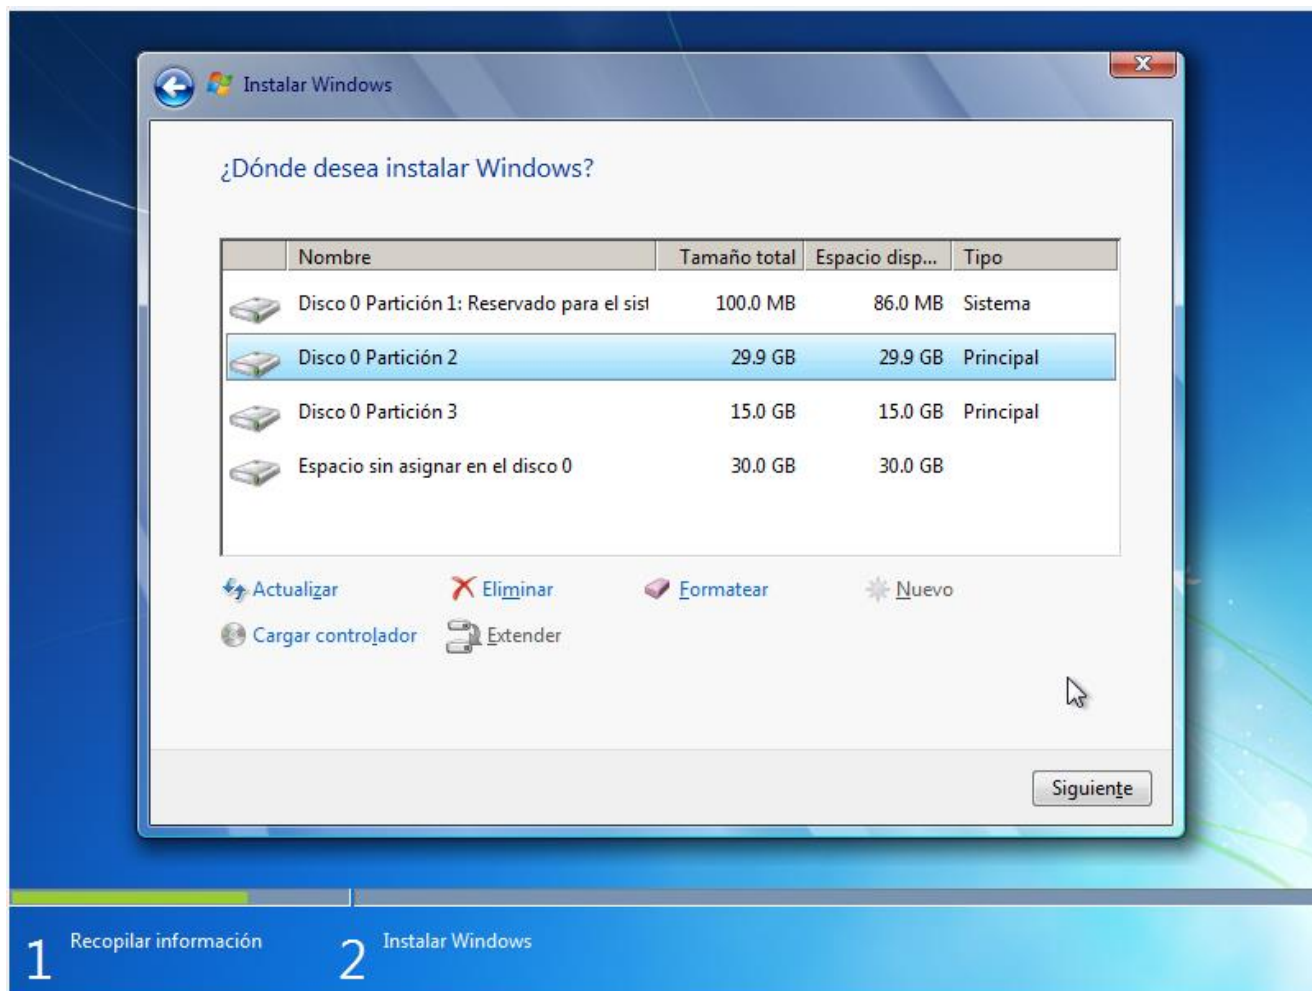 Instalar Windows
¿Dónde desea instalar Windows?
Nombre Tamaño total Espacio disp... Tipo
Disco 0 Partición 1: Reservado para el sist 100.0 MB 86.0 MB Sistema
Disco 0 Partición 2 29.9 GB 29.9 GB Principal
Disco 0 Partición 3 15.0 GB 15.0 GB Principal
Espacio sin asignar en el disco 0 30.0 GB 30.0 GB
Actualizar Eliminar Formatear Nuevo
Cargar controlador Extender
Siguiente
1 Recopilar información 2 Instalar Windows